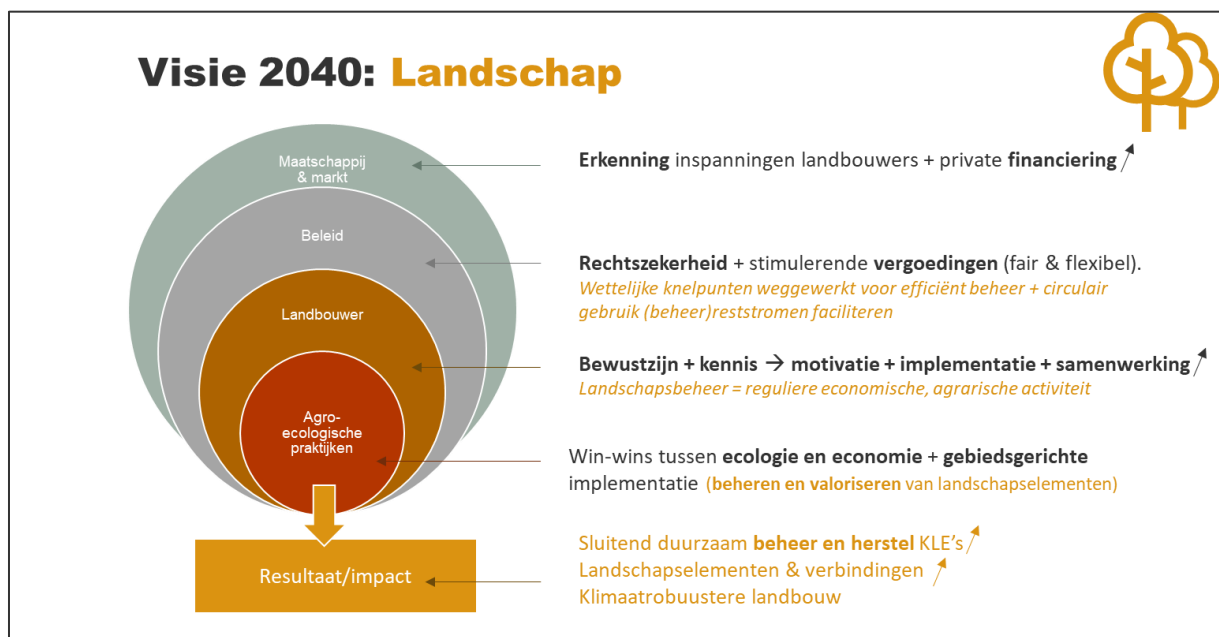 Visie 2040: Landschap
Maatschappij
& markt
Erkenning inspanningen landbouwers + private financiering
Beleid
Rechtszekerheid + stimulerende vergoedingen (fair & flexibel).
Wettelijke knelpunten weggewerkt voor efficiënt beheer + circulair
gebruik (beheer)reststromen faciliteren
Landbouwer
Bewustzijn + kennis → motivatie + implementatie + samenwerking
Landschapsbeheer = reguliere economische, agrarische activiteit
Agro-
ecologische
praktijken
Win-wins tussen ecologie en economie + gebiedsgerichte
implementatie (beheren en valoriseren van landschapselementen)
Resultaat/impact
Sluitend duurzaam beheer en herstel KLE's
Landschapselementen & verbindingen
Klimaatrobuustere landbouw